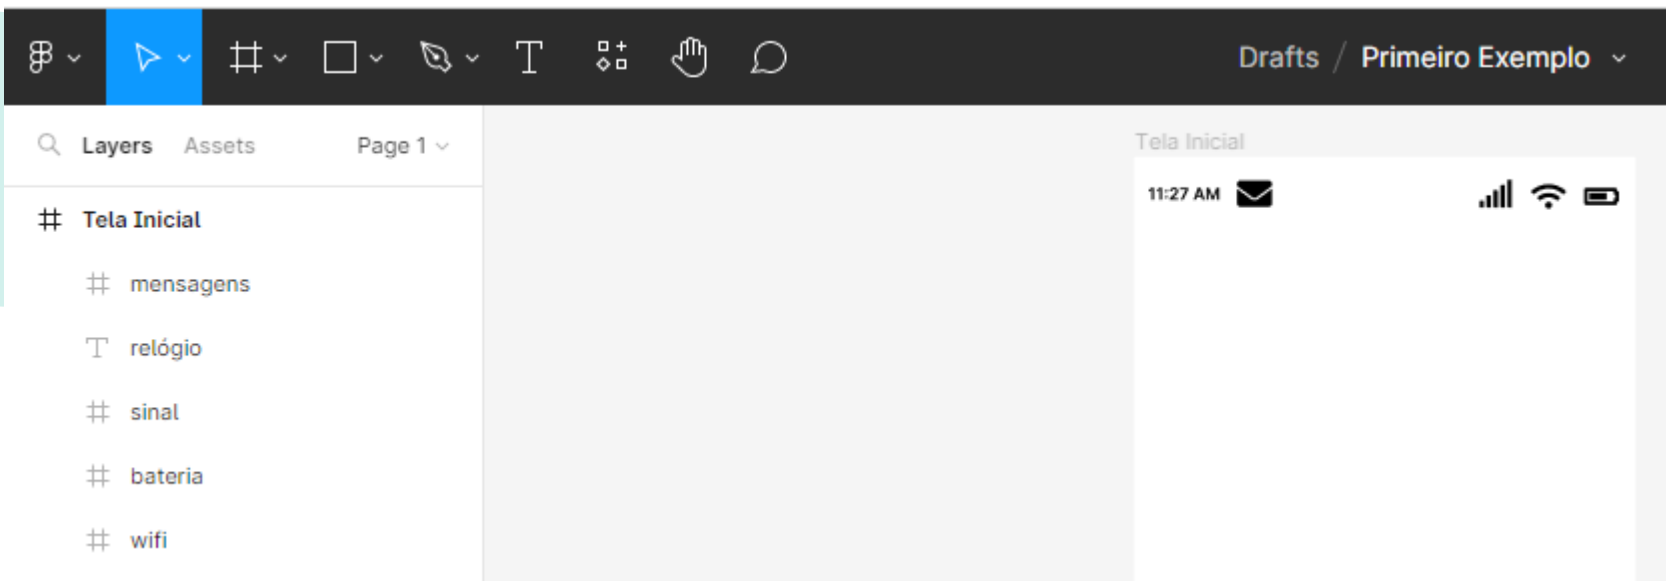 Drafts / Primeiro Exemplo
Layers Assets Page 1
Tela Inicial
mensagens
relógio
sinal
bateria
wifi
Tela Inicial
11:27 AM